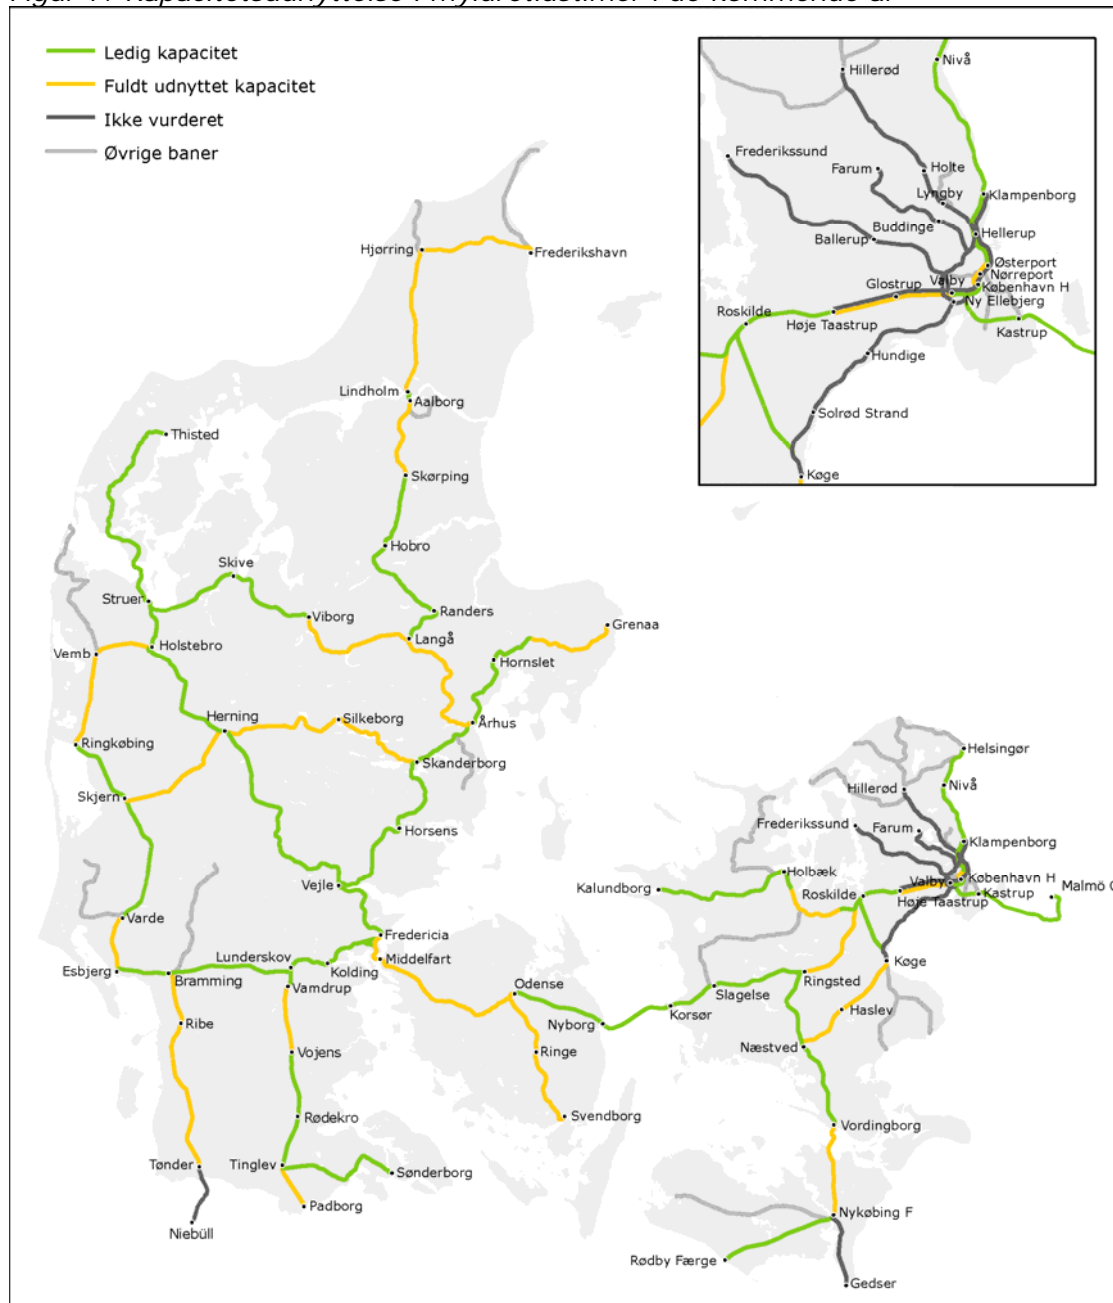 Ledig kapacitet
Fuldt udnyttet kapacitet
Ikke vurderet
Øvrige baner
Hillerød
Nivå
Frederikssund
Farum
Holte
Lyngby
Klampenborg
Buddinge
Ballerup
Hellerup
Østerport
Nørreport
Valby
København H
Glostrup
Ny Ellebjerg
Roskilde
Høje Taastrup
Kastrup
Hundige
Solrød Strand
Køge
Hjørring
Frederikshavn
Lindholm
Aalborg
Thisted
Skørping
Hobro
Skive
Struer
Viborg
Randers
Langå
Grenaa
Vemb
Holstebro
Hornslet
Herning
Silkeborg
Århus
Ringkøbing
Skanderborg
Skjern
Horsens
Vejle
Varde
Fredericia
Middelfart
Esbjerg
Bramming
Lunderskov
Kolding
Vamdrup
Odense
Ribe
Nyborg
Korsør
Vojens
Ringe
Rødekro
Svendborg
Tønder
Tinglev
Sønderborg
Padborg
Niebüll
Helsingør
Nivå
Hillerød
Frederikssund
Farum
Klampenborg
Holbæk
Kalundborg
Roskilde
Valby
København H
Kastrup
Malmö C
Høje Taastrup
Køge
Ringsted
Slagelse
Haslev
Næstved
Vordingborg
Nykøbing F
Rødby Færge
Gedser